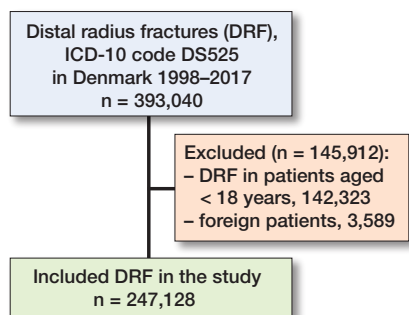 Distal radius fractures (DRF),
ICD-10 code DS525
in Denmark 1998–2017
n = 393,040
Excluded (n = 145,912):
– DRF in patients aged
< 18 years, 142,323
– foreign patients, 3,589
Included DRF in the study
n = 247,128